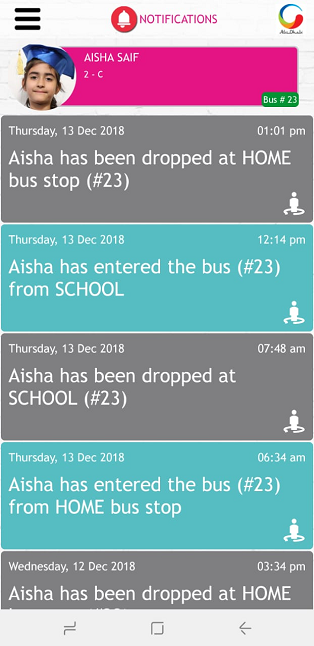 NOTIFICATIONS
Abu Dhabi
AISHA SAIF
2 - C
Bus # 23
Thursday, 13 Dec 2018 01:01 pm
Aisha has been dropped at HOME
bus stop (#23)
Thursday, 13 Dec 2018 12:14 pm
Aisha has entered the bus (#23)
from SCHOOL
Thursday, 13 Dec 2018 07:48 am
Aisha has been dropped at
SCHOOL (#23)
Thursday, 13 Dec 2018 06:34 am
Aisha has entered the bus (#23)
from HOME bus stop
Wednesday, 12 Dec 2018 03:34 pm
Aisha has been dropped at HOME